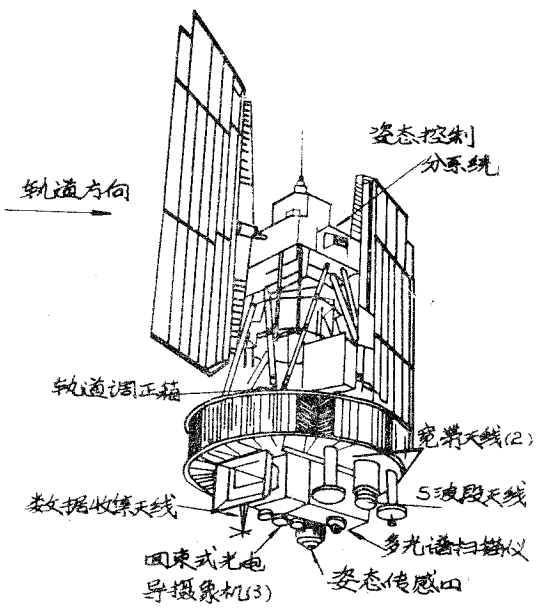 姿态控制
分系统
轨道方向
轨道调正箱
宽带天线(2)
S波段天线
数据收集天线
多光谱扫描仪
回束式光电
导摄象机(3)
姿态传感口